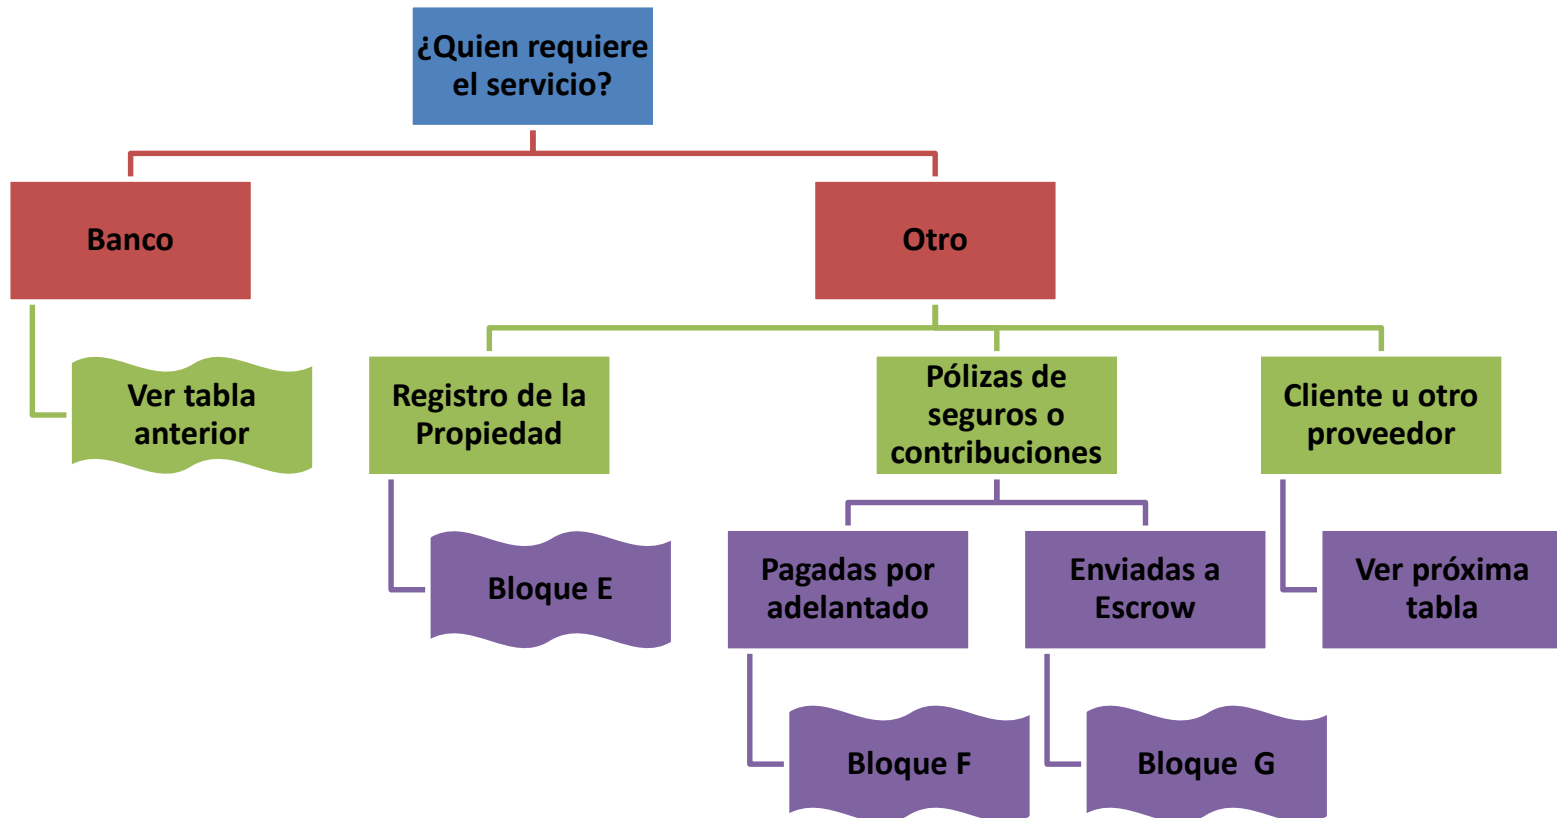 ¿Quien requiere
el servicio?
Banco
Otro
Ver tabla
anterior
Registro de la
Propiedad
Pólizas de
seguros o
contribuciones
Cliente u otro
proveedor
Bloque E
Pagadas por
adelantado
Enviadas a
Escrow
Ver próxima
tabla
Bloque F
Bloque  G